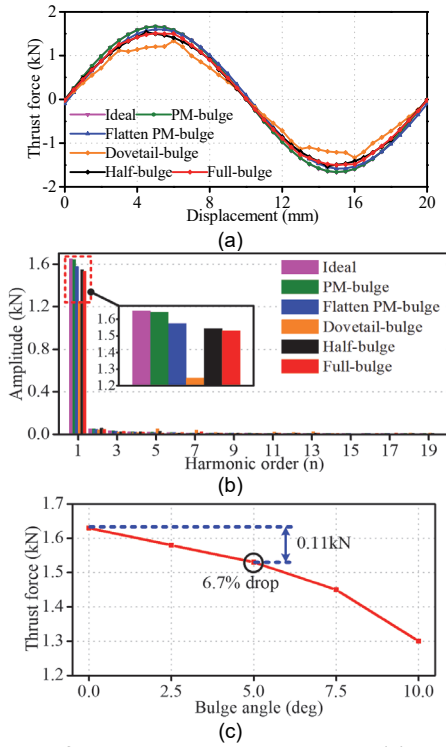 (a)
2
1
0
-1
-2
Thrust force (kN)
Ideal PM-bulge
Flatten PM-bulge
Dovetail-bulge
Half-bulge Full-bulge
0 4 8 12 16 20
Displacement (mm)
(a)
1.6
1.2
0.8
0.4
0.0
Amplitude (kN)
1.6
1.5
1.4
1.3
1.2
Ideal
PM-bulge
Flatten PM-bulge
Dovetail-bulge
Half-bulge
Full-bulge
1 3 5 7 9 11 13 15 17 19
Harmonic order (n)
(b)
1.7
1.6
1.5
1.4
1.3
1.2
Thrust force (kN)
0.11kN
6.7% drop
0.0 2.5 5.0 7.5 10.0
Bulge angle (deg)
(c)